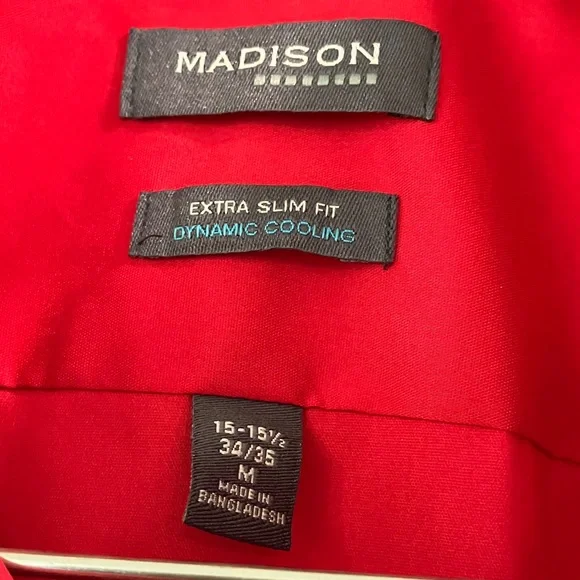 MADISON
EXTRA SLIM FIT
DYNAMIC COOLING
15-15½
34/35
M
MADE IN
BANGLADESH